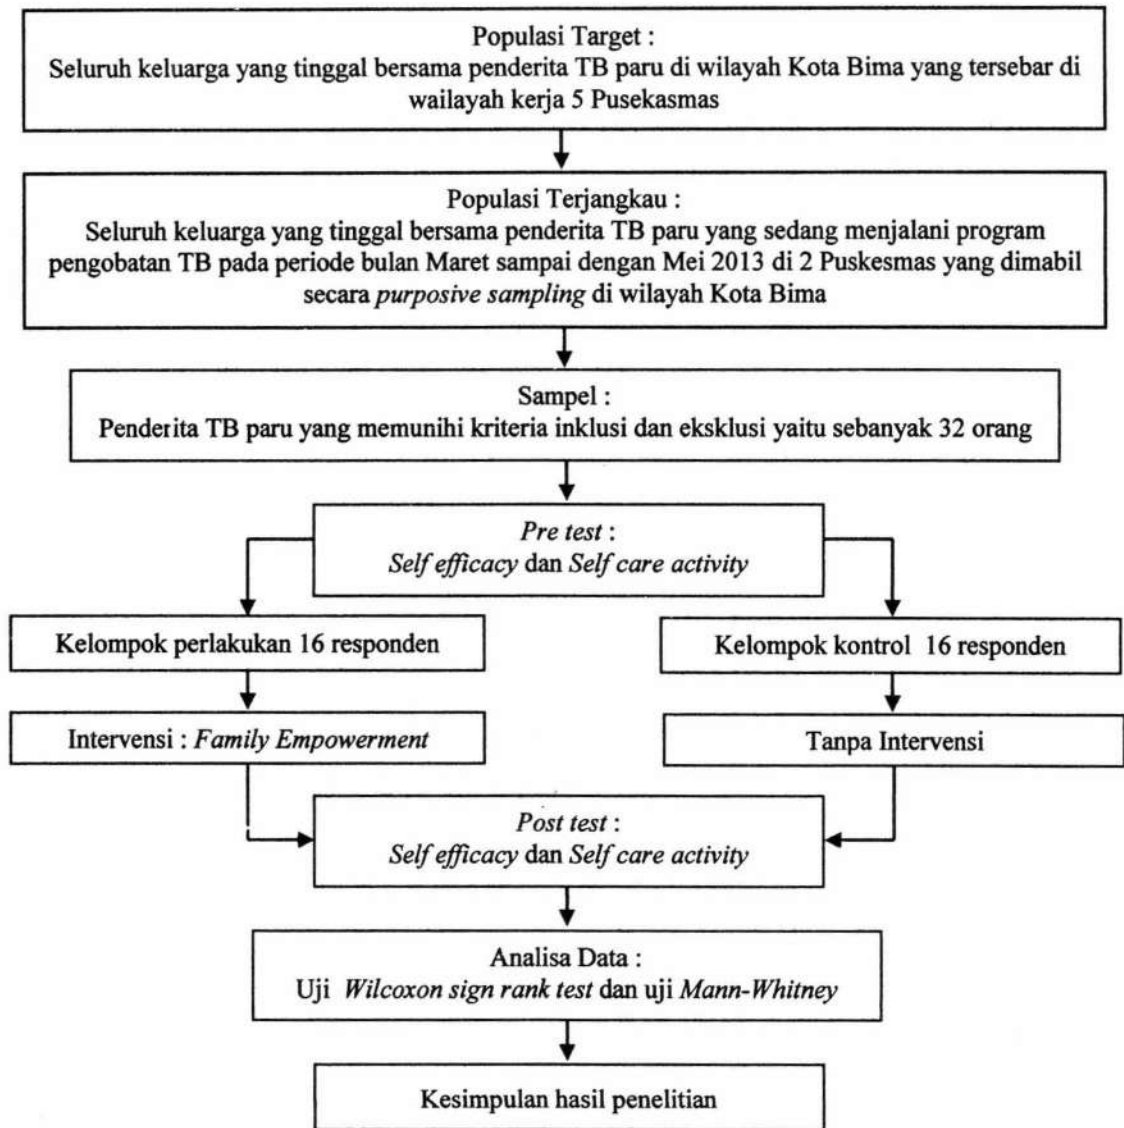 Populasi Target :
Seluruh keluarga yang tinggal bersama penderita TB paru di wilayah Kota Bima yang tersebar di
wailayah kerja 5 Pusekasmas
Populasi Terjangkau :
Seluruh keluarga yang tinggal bersama penderita TB paru yang sedang menjalani program
pengobatan TB pada periode bulan Maret sampai dengan Mei 2013 di 2 Puskesmas yang dimabil
secara purposive sampling di wilayah Kota Bima
Sampel :
Penderita TB paru yang memunihi kriteria inklusi dan eksklusi yaitu sebanyak 32 orang
Pre test :
Self efficacy dan Self care activity
Kelompok perlakukan 16 responden
Kelompok kontrol 16 responden
Intervensi : Family Empowerment
Tanpa Intervensi
Post test :
Self efficacy dan Self care activity
Analisa Data :
Uji Wilcoxon sign rank test dan uji Mann-Whitney
Kesimpulan hasil penelitian